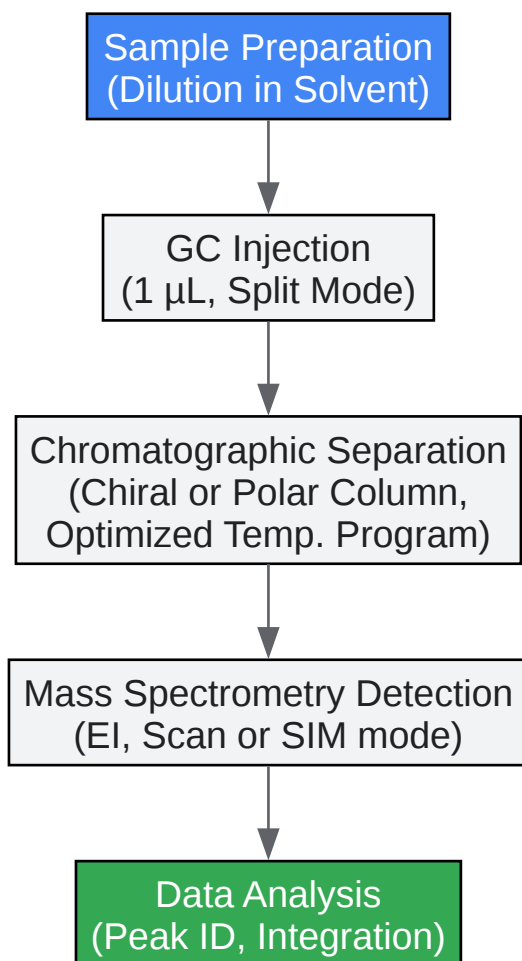 Sample Preparation
(Dilution in Solvent)
GC Injection
(1 µL, Split Mode)
Chromatographic Separation
(Chiral or Polar Column,
Optimized Temp. Program)
Mass Spectrometry Detection
(EI, Scan or SIM mode)
Data Analysis
(Peak ID, Integration)